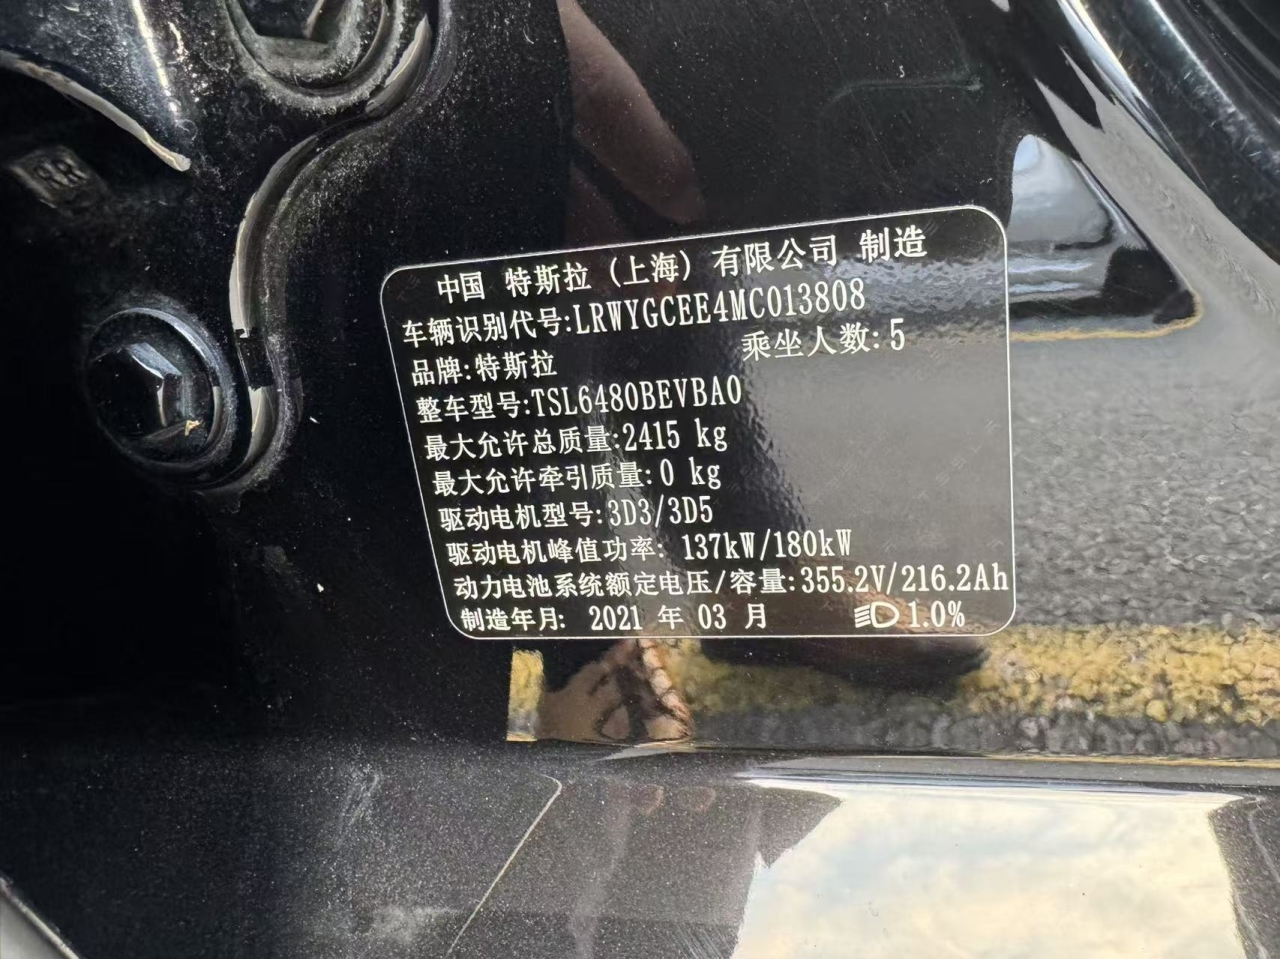 中国 特斯拉 (上海) 有限公司 制造
车辆识别代号:LRWYGCEE4MC013808
品牌:特斯拉 乘坐人数:5
整车型号:TSL6480BEVBA0
最大允许总质量:2415 kg
最大允许牵引质量:0 kg
驱动电机型号:3D3/3D5
驱动电机峰值功率: 137kW/180kW
动力电池系统额定电压/容量:355.2V/216.2Ah
制造年月: 2021 年 03 月 1.0%